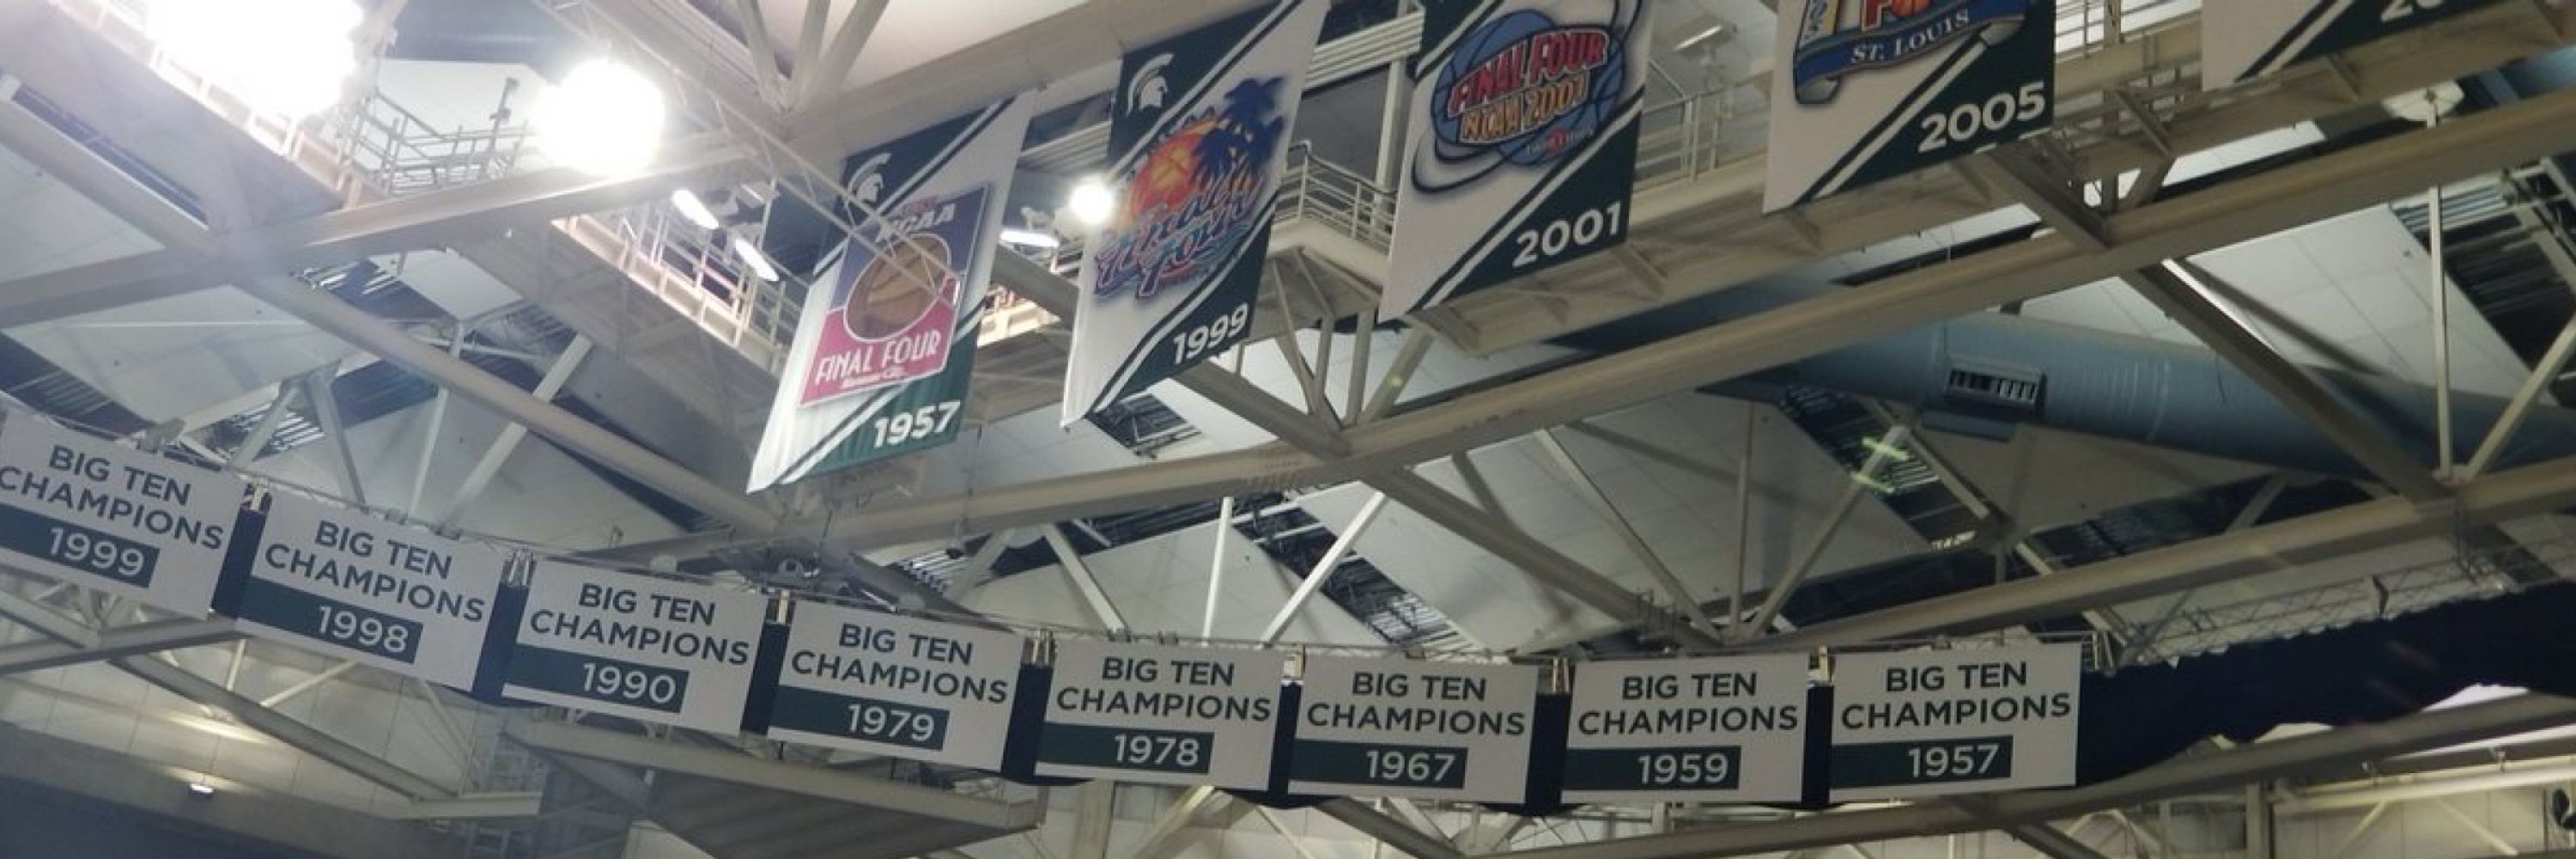 NCAA
FINAL FOUR
Kansas City
1957
Final
Four
1999
FINAL FOUR
NCAA 2001
2001
ST. LOUIS
2005
BIG TEN
CHAMPIONS
1999
BIG TEN
CHAMPIONS
1998
BIG TEN
CHAMPIONS
1990
BIG TEN
CHAMPIONS
1979
BIG TEN
CHAMPIONS
1978
BIG TEN
CHAMPIONS
1967
BIG TEN
CHAMPIONS
1959
BIG TEN
CHAMPIONS
1957